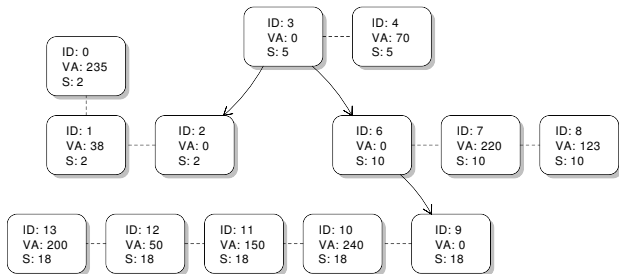 ID: 3
VA: 0
S: 5
ID: 4
VA: 70
S: 5
ID: 0
VA: 235
S: 2
ID: 1
VA: 38
S: 2
ID: 2
VA: 0
S: 2
ID: 6
VA: 0
S: 10
ID: 7
VA: 220
S: 10
ID: 8
VA: 123
S: 10
ID: 13
VA: 200
S: 18
ID: 12
VA: 50
S: 18
ID: 11
VA: 150
S: 18
ID: 10
VA: 240
S: 18
ID: 9
VA: 0
S: 18